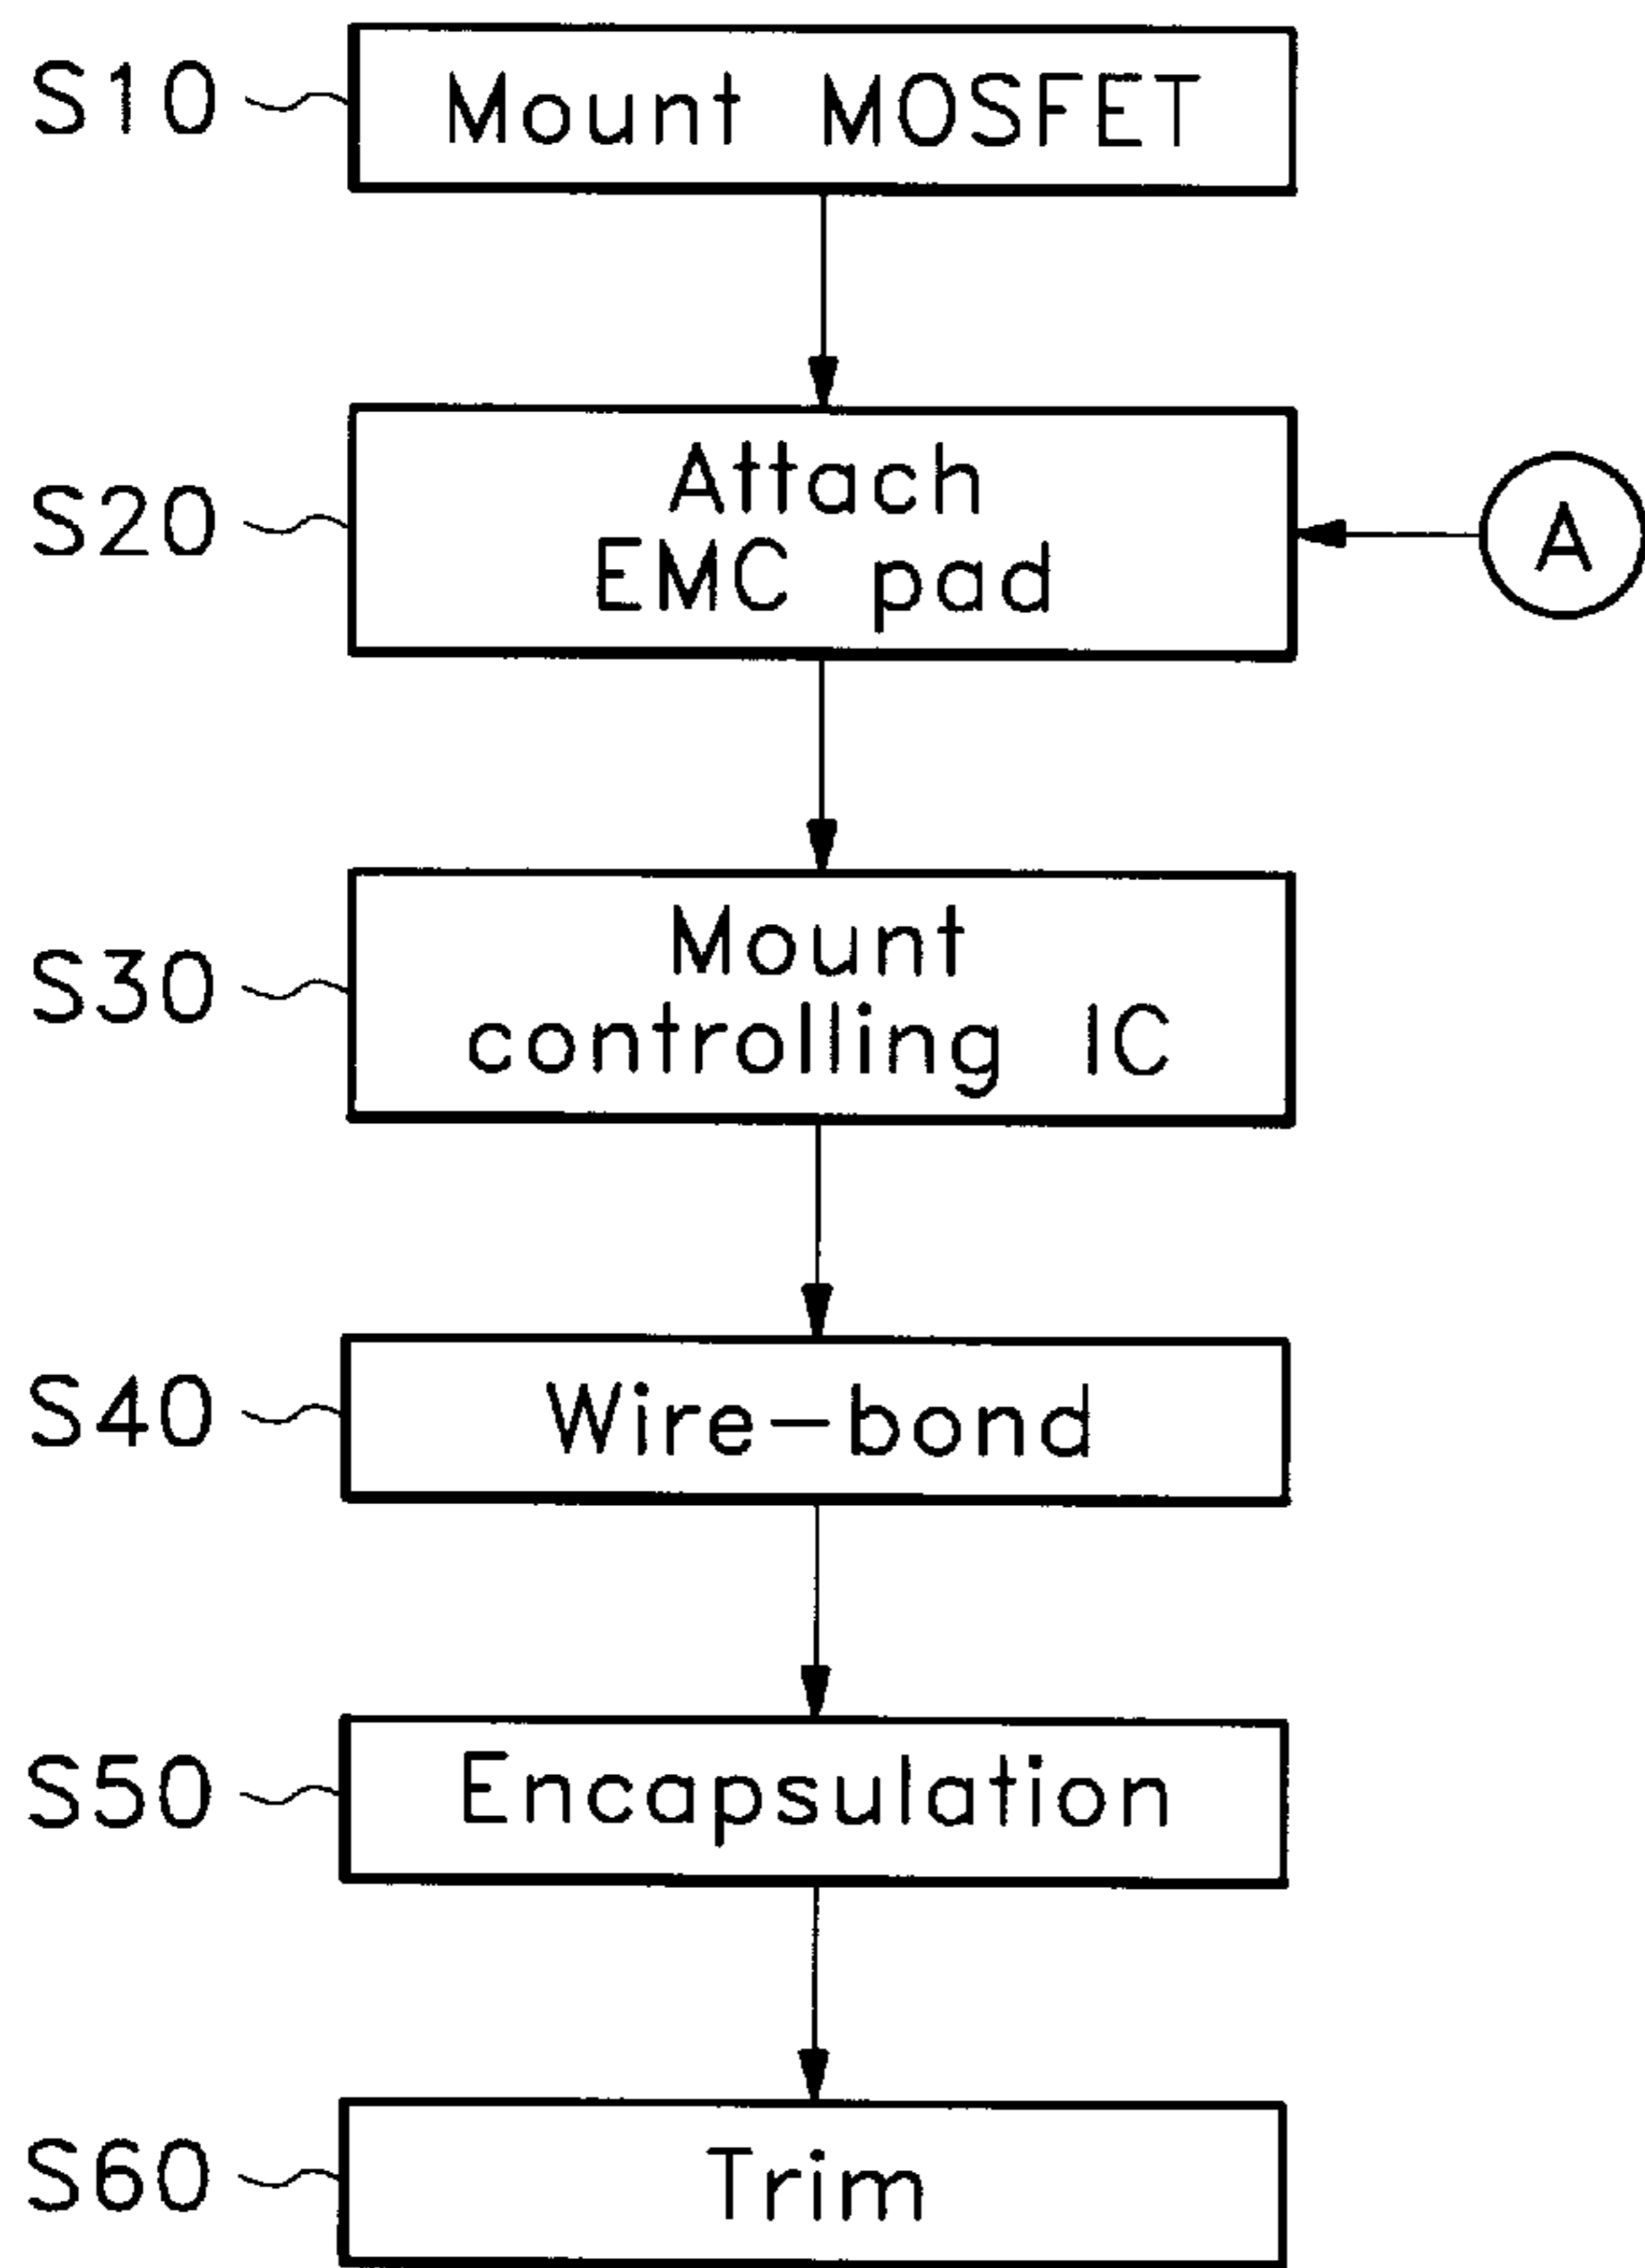 S10
Mount MOSFET
S20
Attach
EMC pad
A
S30
Mount
controlling IC
S40
Wire-bond
S50
Encapsulation
S60
Trim